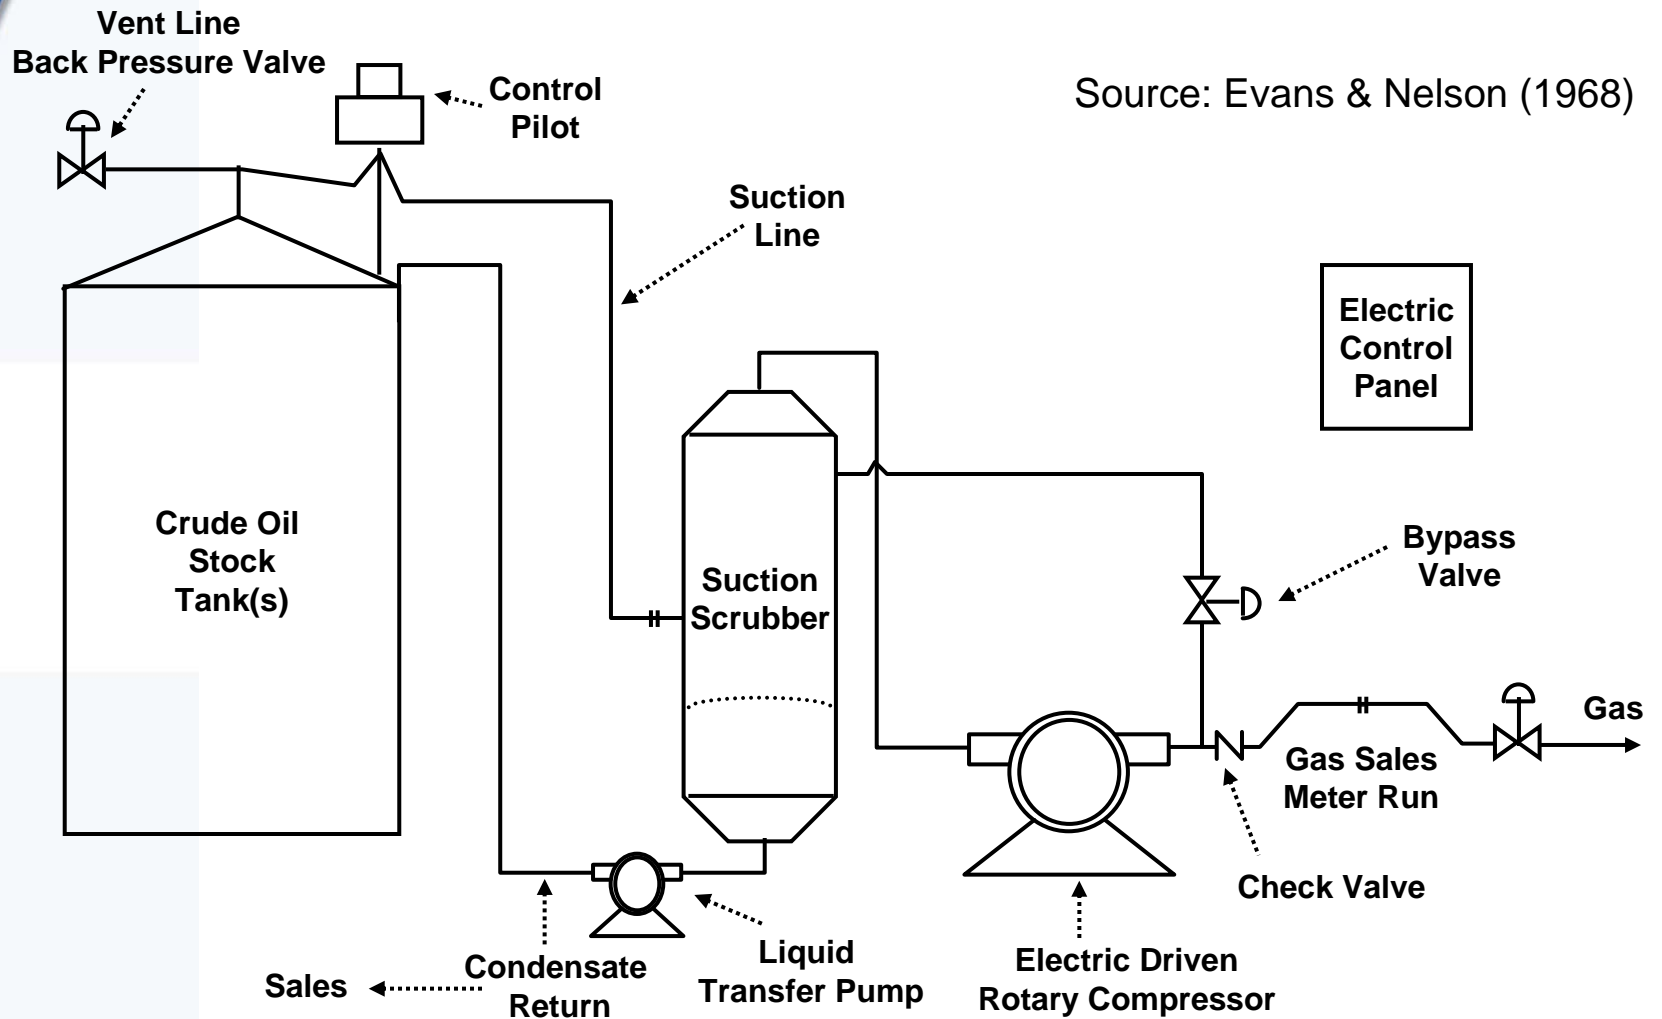 Vent Line
Back Pressure Valve
Control
Pilot
Source: Evans & Nelson (1968)
Suction
Line
Electric
Control
Panel
Crude Oil
Stock
Tank(s)
Suction
Scrubber
Bypass
Valve
Gas
Gas Sales
Meter Run
Check Valve
Sales
Condensate
Return
Liquid
Transfer Pump
Electric Driven
Rotary Compressor